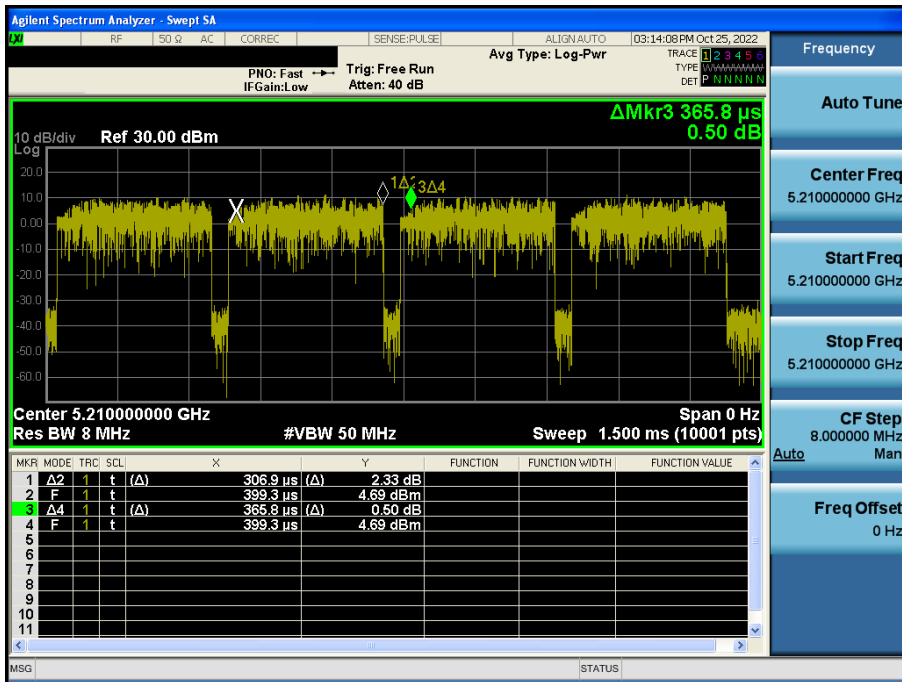 Agilent Spectrum Analyzer - Swept SA
LXI RF 50 Ω AC CORREC SENSE:PULSE ALIGN AUTO 03:14:08 PM Oct 25, 2022
PNO: Fast
IFGain:Low
Trig: Free Run
Atten: 40 dB
Avg Type: Log-Pwr
TRACE 1 2 3 4 5 6
TYPE WWWWWW
DET P N N N N N
ΔMkr3 365.8 µs
0.50 dB
10 dB/div Ref 30.00 dBm
Log
20.0
10.0
0.00
-10.0
-20.0
-30.0
-40.0
-50.0
-60.0
X
3Δ4
Center 5.210000000 GHz Span 0 Hz
Res BW 8 MHz #VBW 50 MHz Sweep 1.500 ms (10001 pts)
MKR MODE TRC SCL X Y FUNCTION FUNCTION WIDTH FUNCTION VALUE
1 Δ2 1 t (Δ) 306.9 µs (Δ) 2.33 dB
2 F 1 t 399.3 µs 4.69 dBm
3 Δ4 1 t (Δ) 365.8 µs (Δ) 0.50 dB
4 F 1 t 399.3 µs 4.69 dBm
5
6
7
8
9
10
11
MSG STATUS
Frequency
Auto Tune
Center Freq
5.210000000 GHz
Start Freq
5.210000000 GHz
Stop Freq
5.210000000 GHz
CF Step
8.000000 MHz
Auto Man
Freq Offset
0 Hz